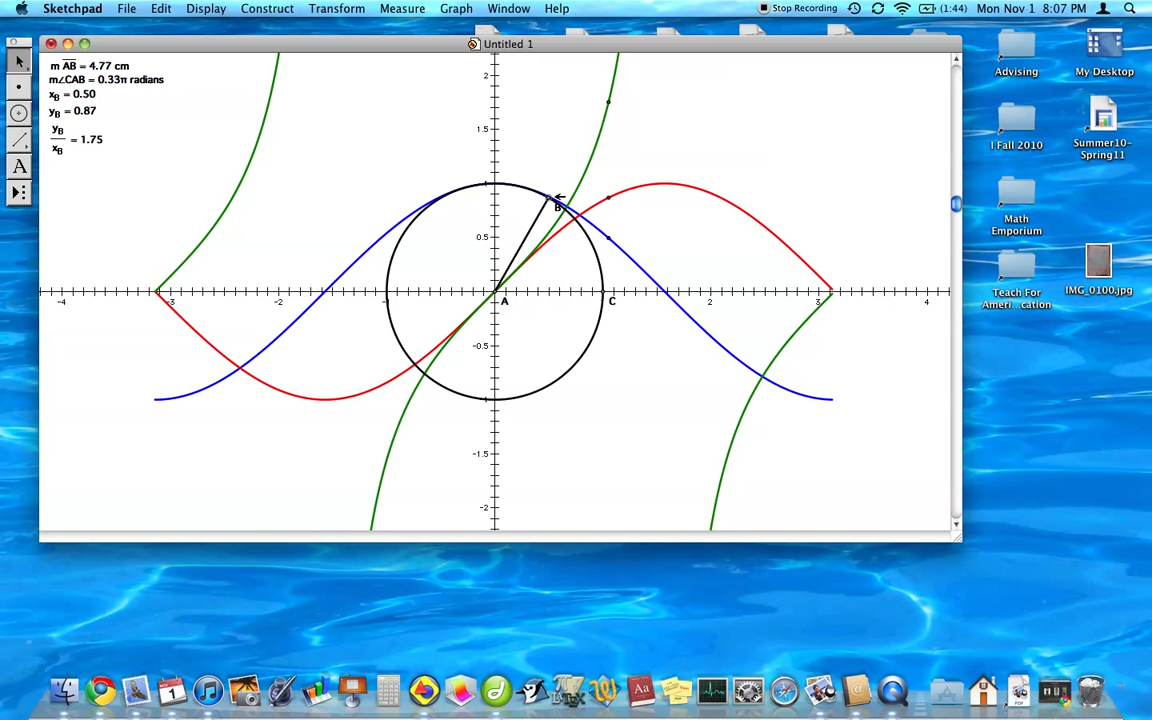 Sketchpad File Edit Display Construct Transform Measure Graph Window Help Stop Recording (1:44) Mon Nov 1 8:07 PM
Untitled 1
m AB = 4.77 cm
m∠CAB = 0.33π radians
xB = 0.50
yB = 0.87
yB
xB
= 1.75
A
2
1.5
0.5
-0.5
-1.5
-2
-4 -3 -2 2 3 4
A
B
C
Advising
My Desktop
I Fall 2010
Summer10-
Spring11
Math
Emporium
Teach For
Ameri...cation
IMG_0100.jpg
1
Aa
PDF